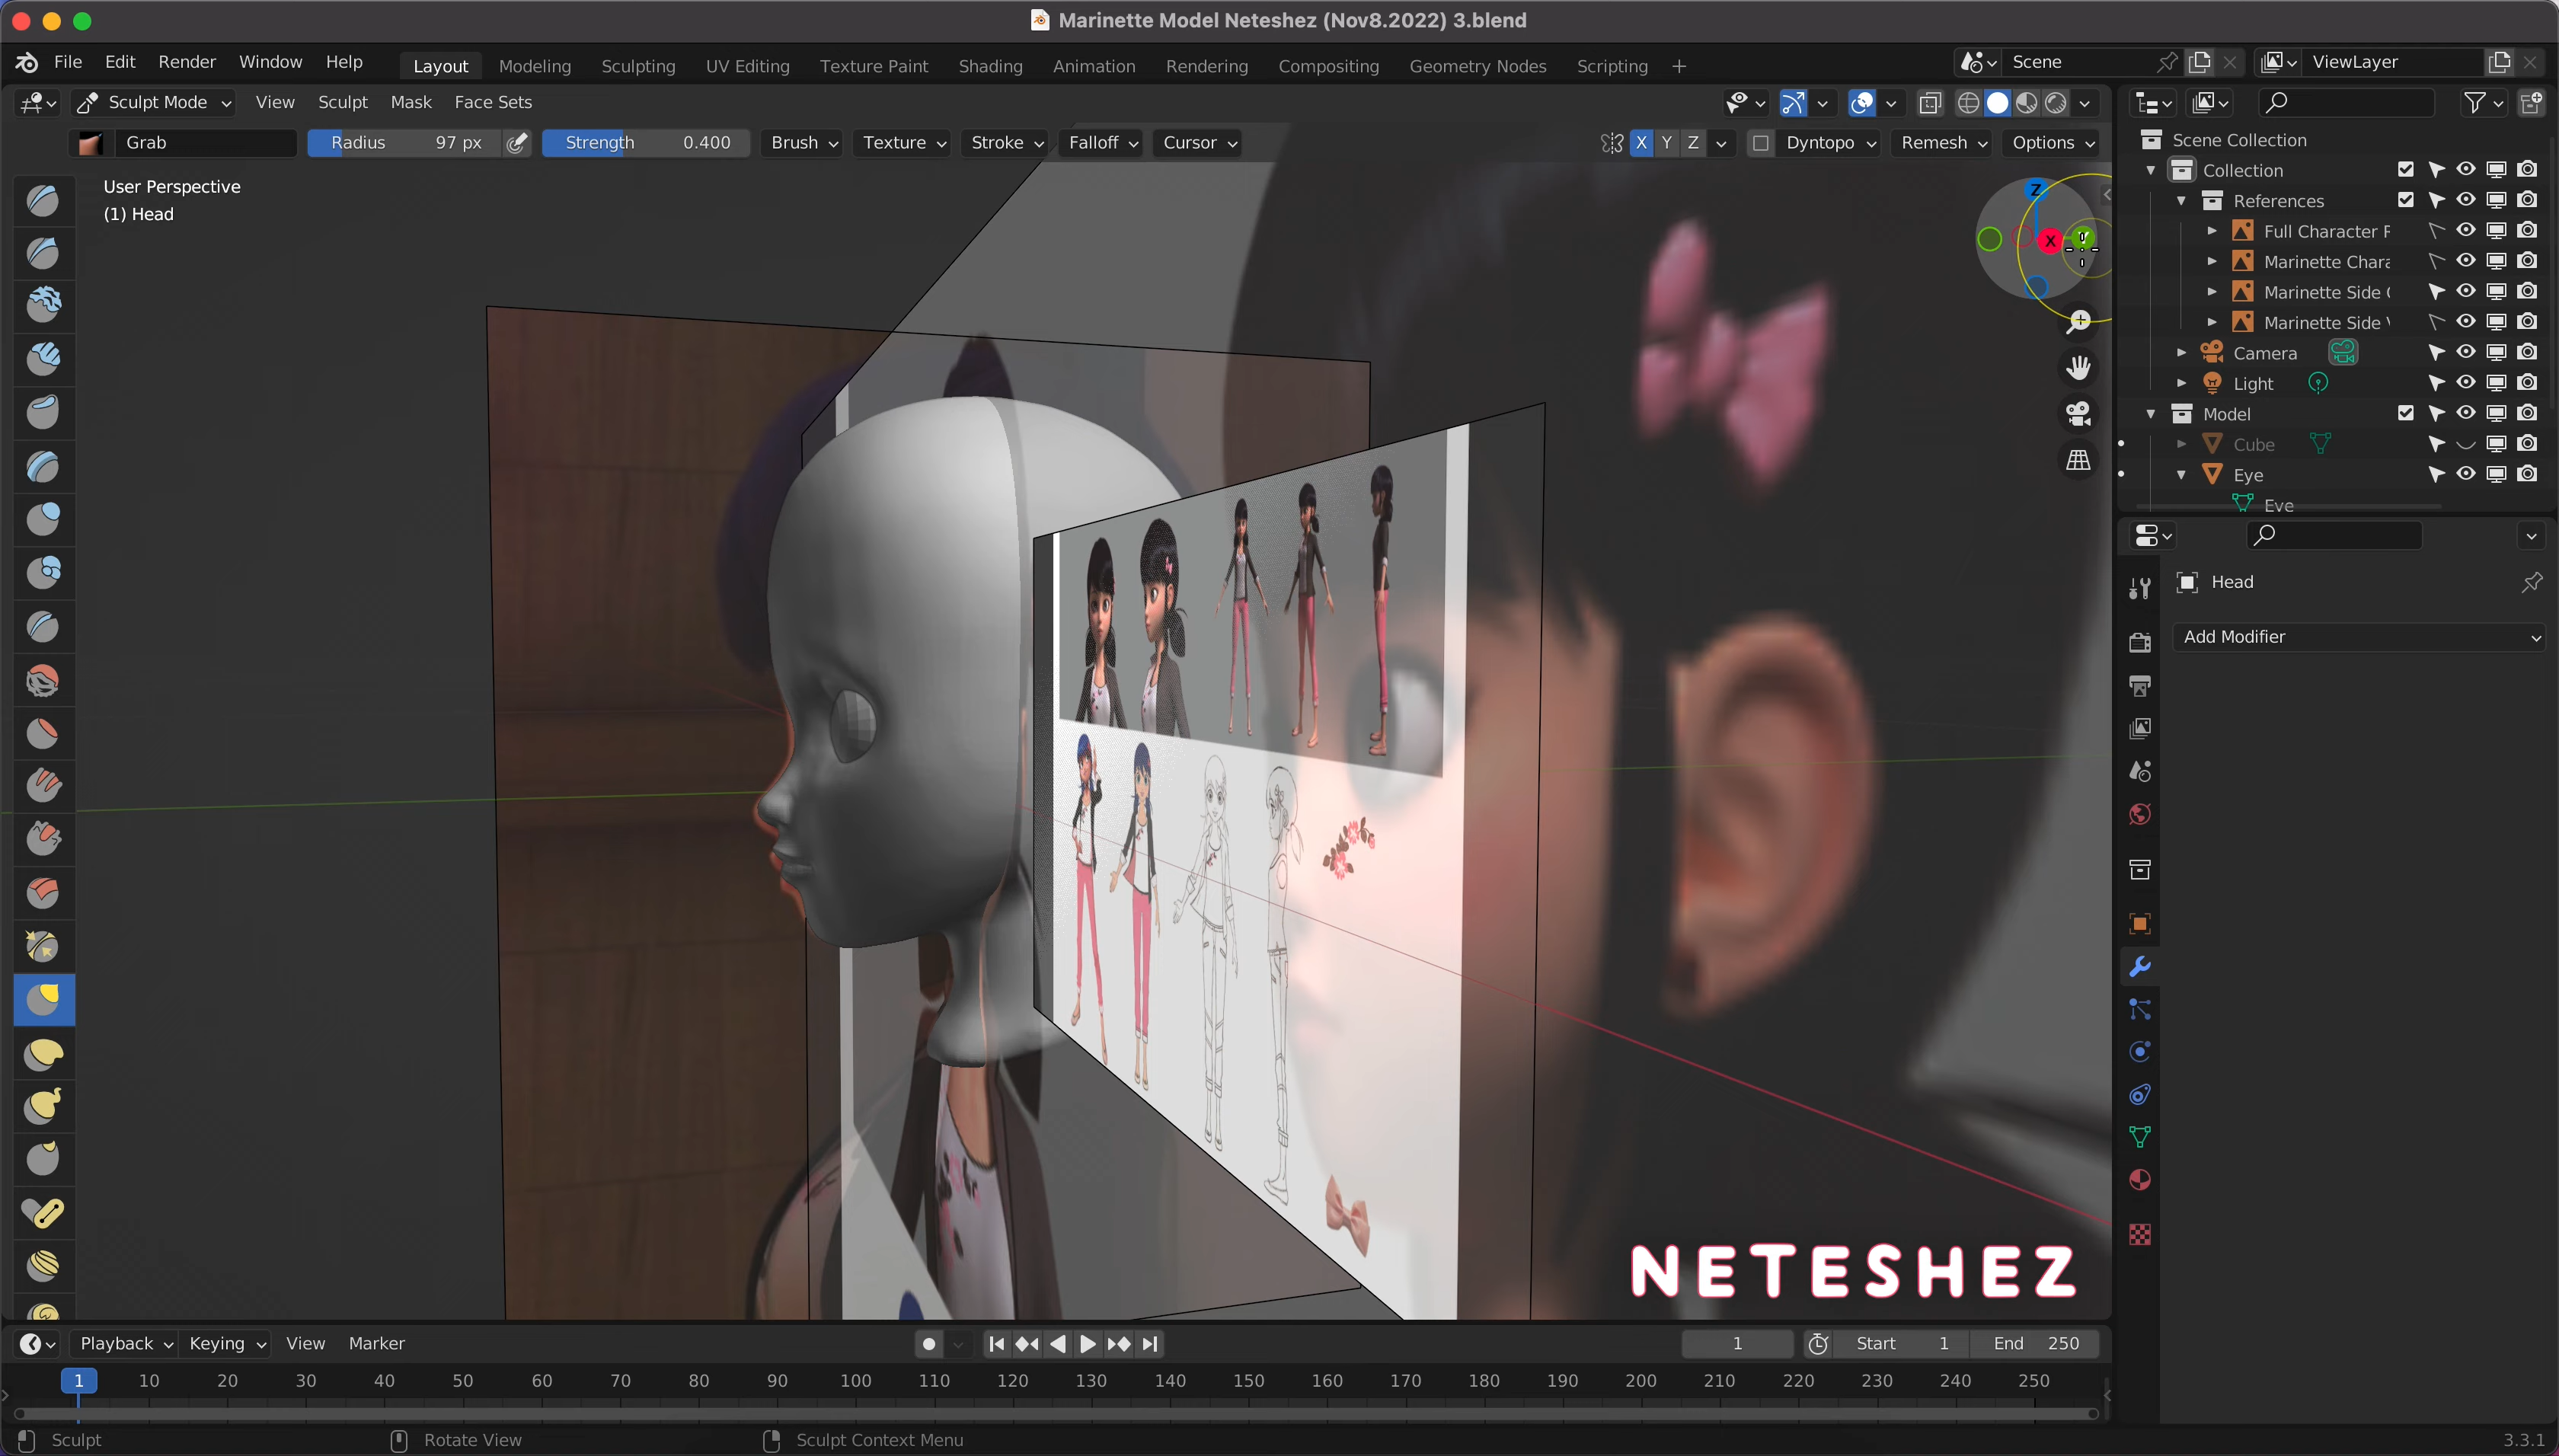 Marinette Model Neteshez (Nov8.2022) 3.blend
File Edit Render Window Help Layout Modeling Sculpting UV Editing Texture Paint Shading Animation Rendering Compositing Geometry Nodes Scripting + Scene ViewLayer
Sculpt Mode View Sculpt Mask Face Sets
Grab Radius 97 px Strength 0.400 Brush Texture Stroke Falloff Cursor X Y Z Dyntopo Remesh Options
User Perspective
(1) Head
Z
X
Y
Scene Collection
Collection
References
Full Character F
Marinette Chara
Marinette Side
Marinette Side
Camera
Light
Model
Cube
Eye
Eye
Head
Add Modifier
NETESHEZ
Playback Keying View Marker 1 Start 1 End 250
1 10 20 30 40 50 60 70 80 90 100 110 120 130 140 150 160 170 180 190 200 210 220 230 240 250
Sculpt Rotate View Sculpt Context Menu 3.3.1